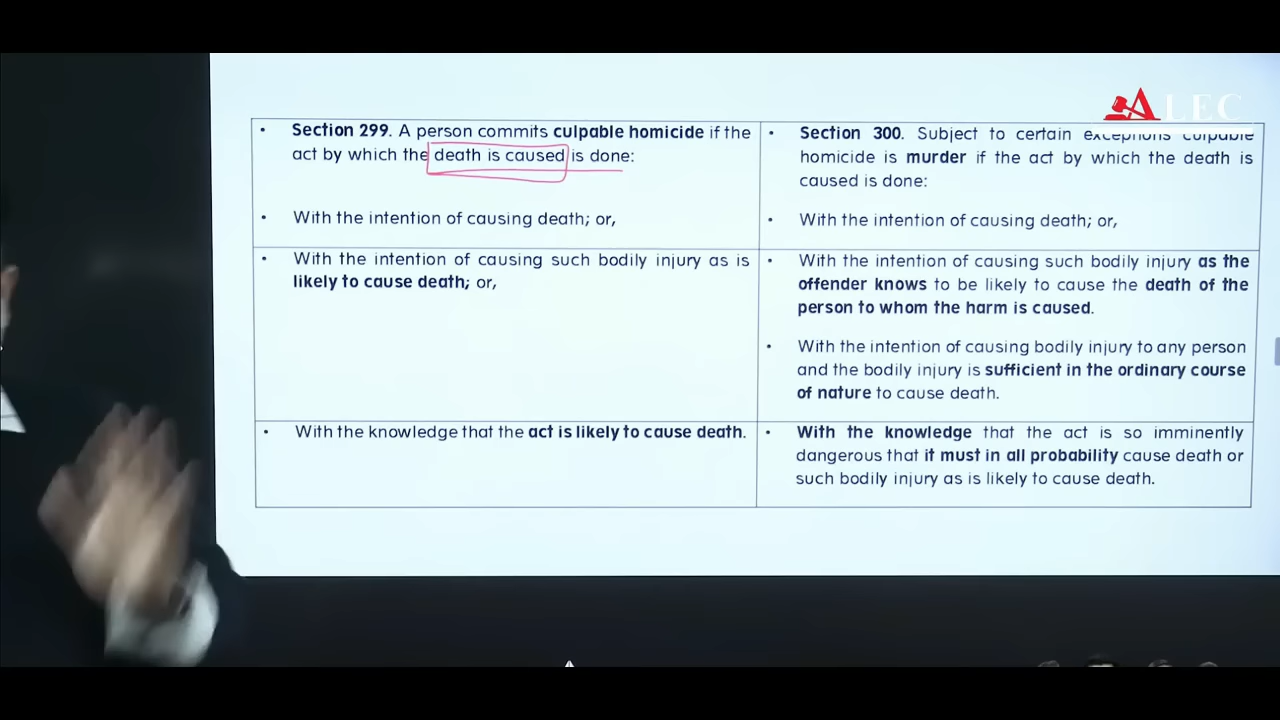 ALEC
Section 299. A person commits culpable homicide if the
act by which the death is caused is done:
With the intention of causing death; or,
With the intention of causing such bodily injury as is
likely to cause death; or,
With the knowledge that the act is likely to cause death.
Section 300. Subject to certain exceptions culpable
homicide is murder if the act by which the death is
caused is done:
With the intention of causing death; or,
With the intention of causing such bodily injury as the
offender knows to be likely to cause the death of the
person to whom the harm is caused.
With the intention of causing bodily injury to any person
and the bodily injury is sufficient in the ordinary course
of nature to cause death.
With the knowledge that the act is so imminently
dangerous that it must in all probability cause death or
such bodily injury as is likely to cause death.